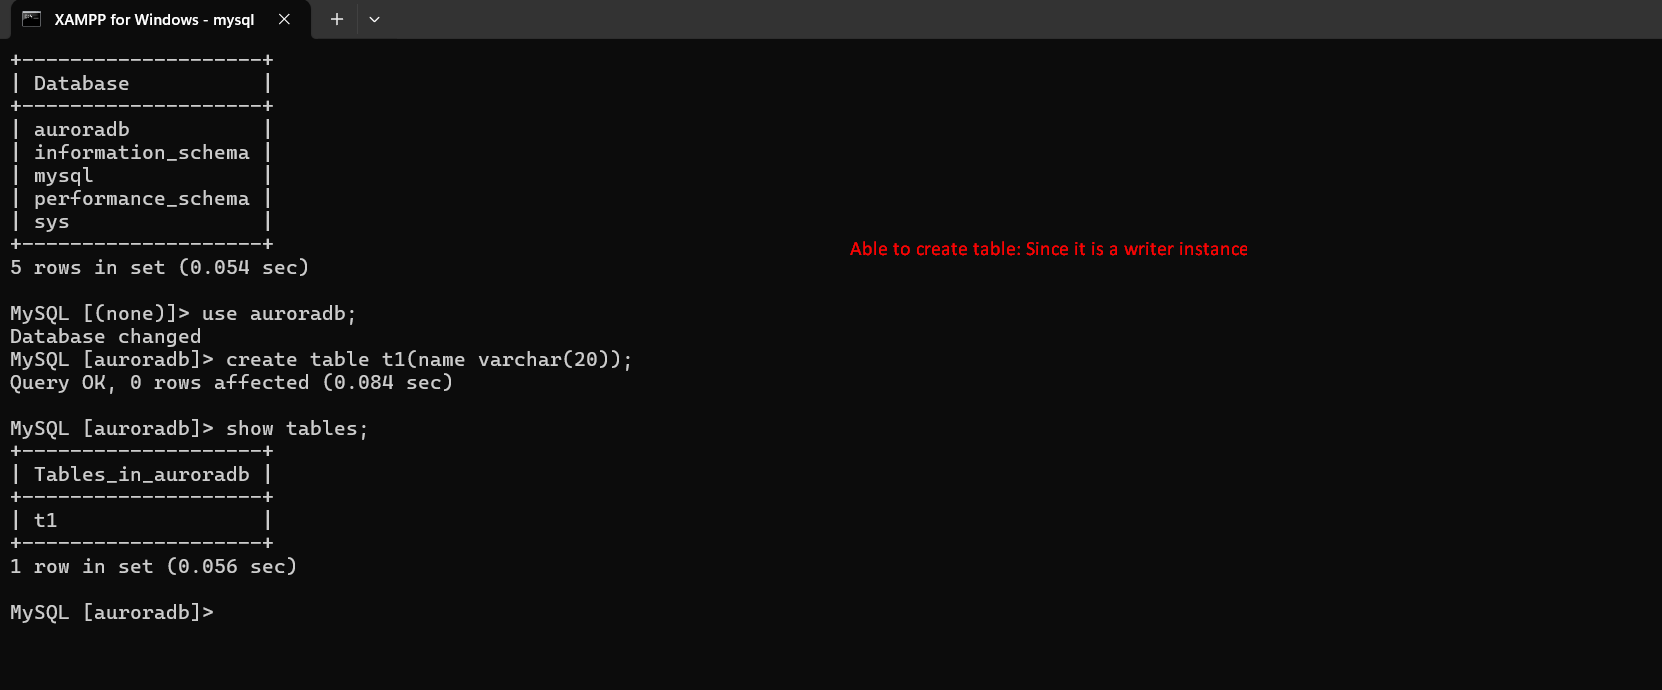 XAMPP for Windows - mysql
+--------------------+
| Database           |
+--------------------+
| auroradb           |
| information_schema |
| mysql              |
| performance_schema |
| sys                |
+--------------------+
Able to create table: Since it is a writer instance
5 rows in set (0.054 sec)
MySQL [(none)]> use auroradb;
Database changed
MySQL [auroradb]> create table t1(name varchar(20));
Query OK, 0 rows affected (0.084 sec)
MySQL [auroradb]> show tables;
+--------------------+
| Tables_in_auroradb |
+--------------------+
| t1                 |
+--------------------+
1 row in set (0.056 sec)
MySQL [auroradb]>